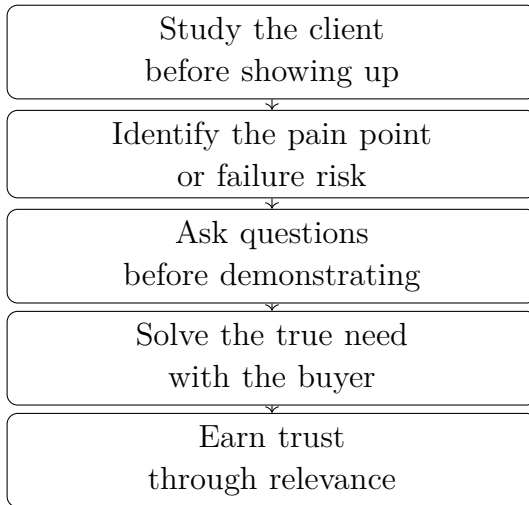 Study the client
before showing up
Identify the pain point
or failure risk
Ask questions
before demonstrating
Solve the true need
with the buyer
Earn trust
through relevance